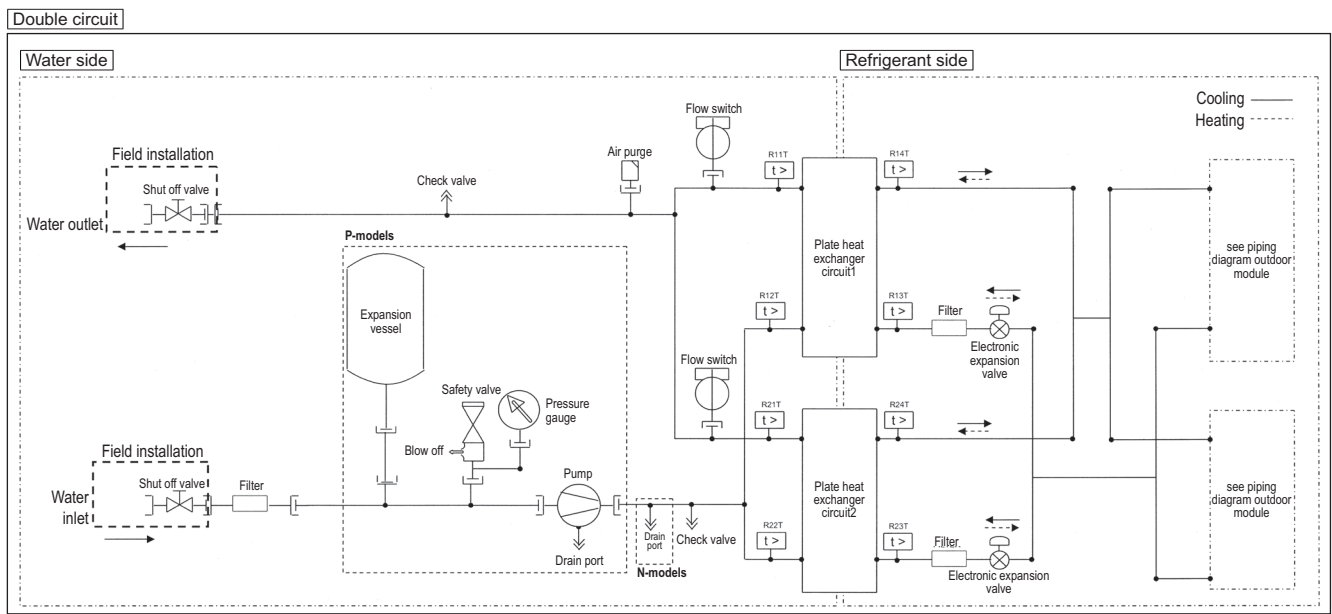 Double circuit
Water side
Refrigerant side
Cooling
Heating
Flow switch
Field installation
Shut off valve
Water outlet
Check valve
Air purge
R11T
t >
R14T
t >
Plate heat
exchanger
circuit1
see piping
diagram outdoor
module
P-models
Expansion
vessel
R12T
t >
R13T
t >
Filter
Electronic
expansion
valve
Flow switch
Safety valve
Pressure
gauge
Blow off
R21T
t >
R24T
t >
Field installation
Shut off valve
Water
inlet
Filter
Pump
Drain port
Drain
port
N-models
Check valve
R22T
t >
Plate heat
exchanger
circuit2
R23T
t >
Filter.
Electronic expansion
valve
see piping
diagram outdoor
module